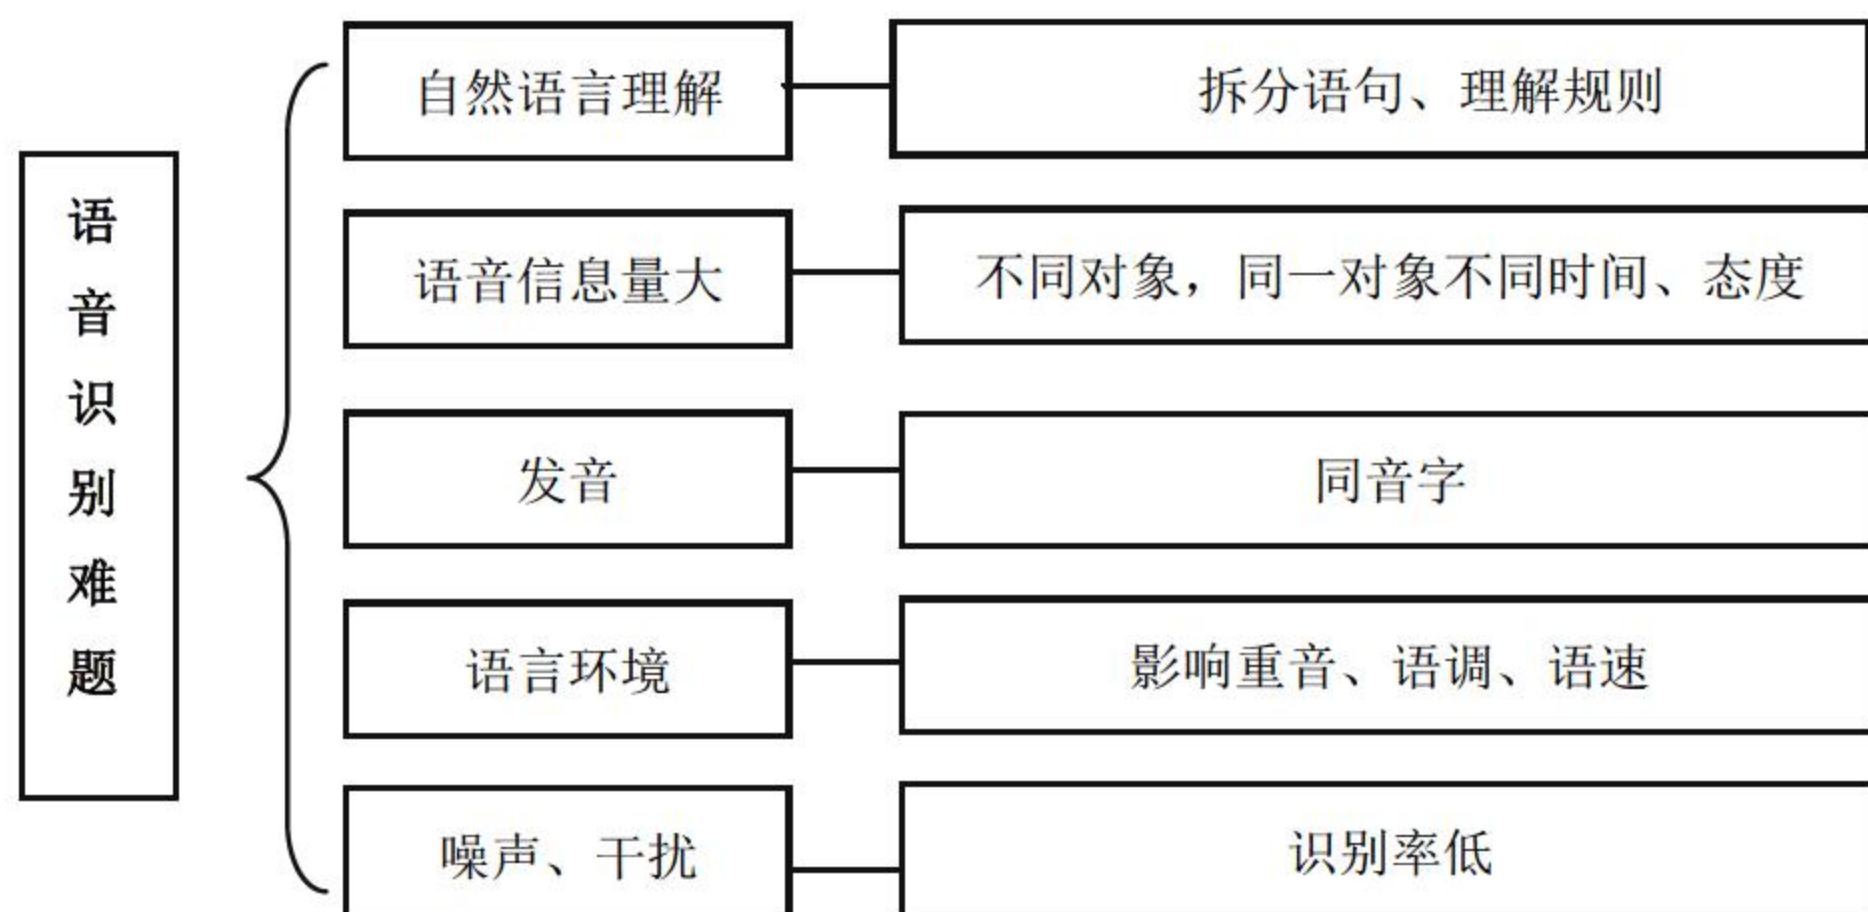 语音识别难题
自然语言理解
拆分语句、理解规则
语音信息量大
不同对象，同一对象不同时间、态度
发音
同音字
语言环境
影响重音、语调、语速
噪声、干扰
识别率低